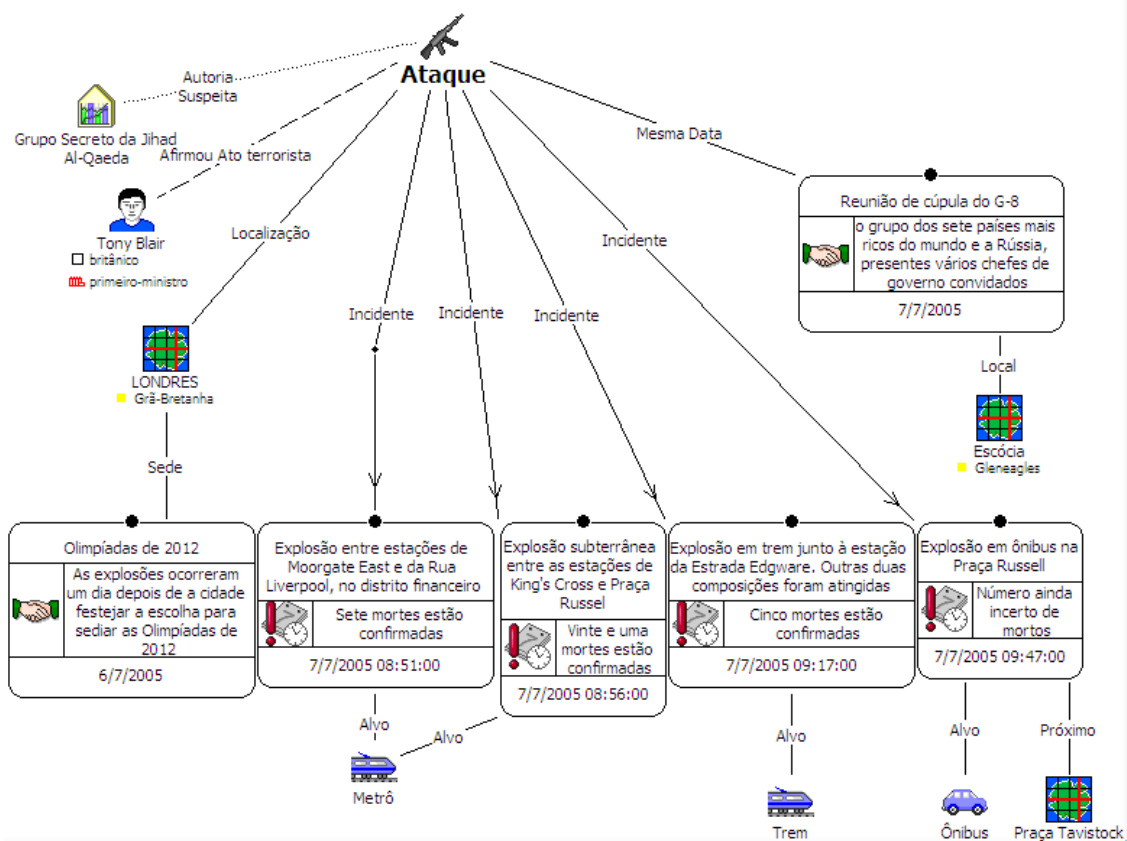 Ataque
Autoria
Suspeita
Grupo Secreto da Jihad
Al-Qaeda
Afirmou Ato terrorista
Tony Blair
britânico
primeiro-ministro
Localização
LONDRES
Grã-Bretanha
Sede
Incidente
Incidente
Incidente
Incidente
Mesma Data
Reunião de cúpula do G-8
o grupo dos sete países mais
ricos do mundo e a Rússia,
presentes vários chefes de
governo convidados
7/7/2005
Local
Escócia
Gleneagles
Olimpíadas de 2012
As explosões ocorreram
um dia depois de a cidade
festejar a escolha para
sediar as Olimpíadas de
2012
6/7/2005
Explosão entre estações de
Moorgate East e da Rua
Liverpool, no distrito financeiro
Sete mortes estão
confirmadas
7/7/2005 08:51:00
Explosão subterrânea
entre as estações de
King's Cross e Praça
Russel
Vinte e uma
mortes estão
confirmadas
7/7/2005 08:56:00
Explosão em trem junto à estação
da Estrada Edgware. Outras duas
composições foram atingidas
Cinco mortes estão
confirmadas
7/7/2005 09:17:00
Explosão em ônibus na
Praça Russell
Número ainda
incerto de
mortos
7/7/2005 09:47:00
Alvo
Alvo
Metrô
Alvo
Trem
Alvo
Ônibus
Próximo
Praça Tavistock